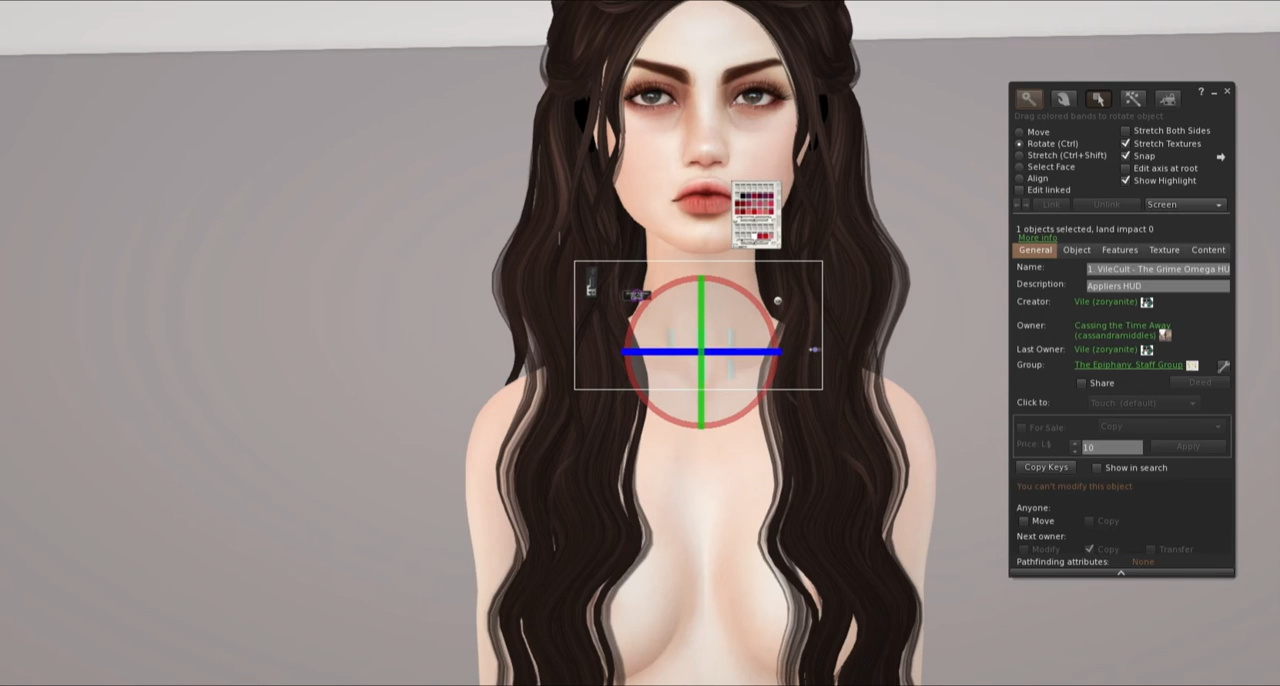 ?
Drag colored bands to rotate object
Move
Stretch Both Sides
Rotate (Ctrl)
Stretch Textures
Stretch (Ctrl+Shift)
Snap
Select Face
Edit axis at root
Align
Show Highlight
Edit linked
Link
Unlink
Screen
1 objects selected, land impact 0
More info
General Object Features Texture Content
Name: 1. VileCult - The Grime Omega HU
Description: Appliers HUD
Creator: Vile (zoryanite)
Owner: Cassing the Time Away
(cassandramiddles)
Last Owner: Vile (zoryanite)
Group: The Epiphany. Staff Group
Share Deed
Click to: Touch (default)
For Sale: Copy
Price: L$ 10 Apply
Copy Keys Show in search
You can't modify this object
Anyone:
Move Copy
Next owner:
Modify Copy Transfer
Pathfinding attributes: None